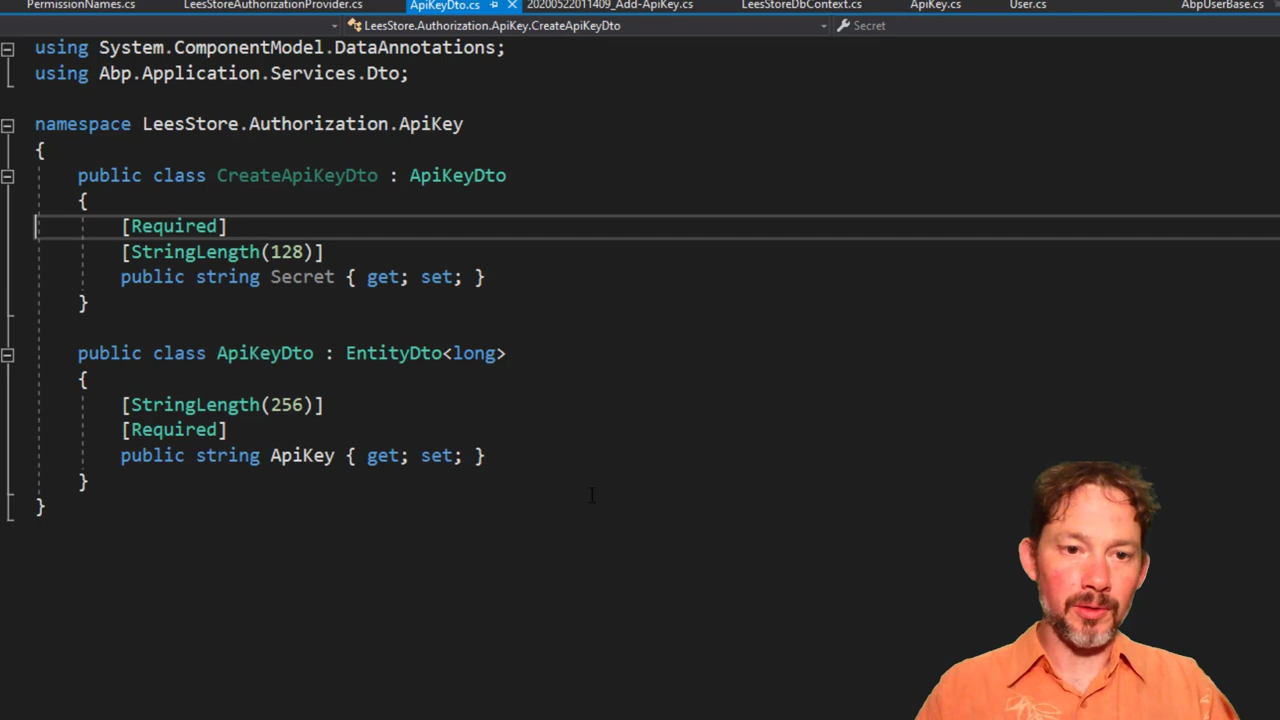 PermissionNames.cs LeesStoreAuthorizationProvider.cs ApiKeyDto.cs 20200522011409_Add-ApiKey.cs LeesStoreDbContext.cs ApiKey.cs User.cs AbpUserBase.cs
LeesStore.Authorization.ApiKey.CreateApiKeyDto Secret
using System.ComponentModel.DataAnnotations;
using Abp.Application.Services.Dto;
namespace LeesStore.Authorization.ApiKey
{
public class CreateApiKeyDto : ApiKeyDto
{
[Required]
[StringLength(128)]
public string Secret { get; set; }
}
public class ApiKeyDto : EntityDto<long>
{
[StringLength(256)]
[Required]
public string ApiKey { get; set; }
}
}